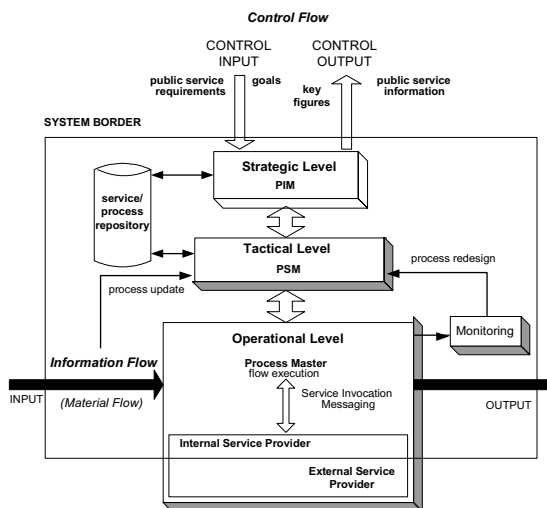 Control Flow
CONTROL
INPUT
CONTROL
OUTPUT
public service
requirements
goals
key
figures
public service
information
SYSTEM BORDER
Strategic Level
PIM
service/
process
repository
Tactical Level
PSM
process redesign
process update
Monitoring
Operational Level
Process Master
flow execution
Information Flow
INPUT
(Material Flow)
Service Invocation
Messaging
OUTPUT
Internal Service Provider
External Service
Provider